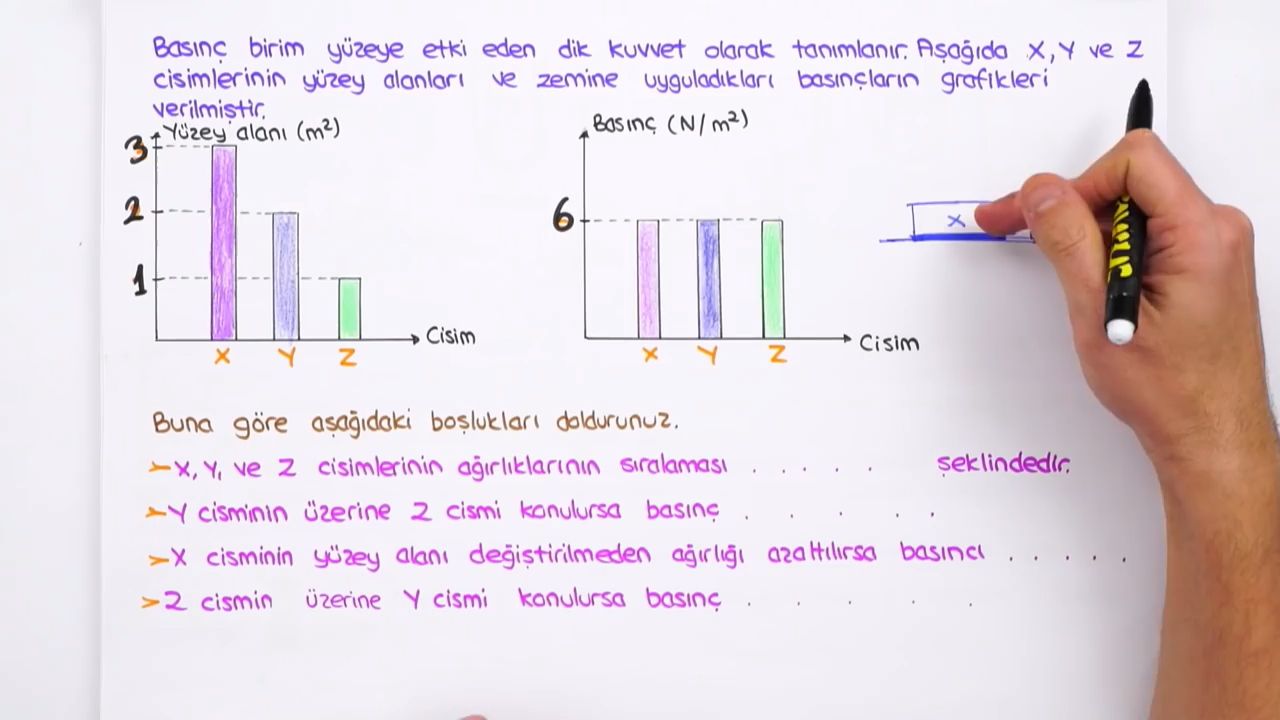 Basınç birim yüzeye etki eden dik kuvvet olarak tanımlanır. Aşağıda X, Y ve Z
cisimlerinin yüzey alanları ve zemine uyguladıkları basınçların grafikleri
verilmiştir.
Yüzey alanı (m²)
3
2
1
X Y Z
Cisim
Basınç (N/m²)
6
X Y Z
Cisim
X
Buna göre aşağıdaki boşlukları doldurunuz.
➤X, Y, ve Z cisimlerinin ağırlıklarının sıralaması . . . . . şeklindedir.
➤Y cisminin üzerine Z cismi konulursa basınç . . . . .
➤X cisminin yüzey alanı değiştirilmeden ağırlığı azaltılırsa basıncı . . . . .
➤Z cismin üzerine Y cismi konulursa basınç . . . . .